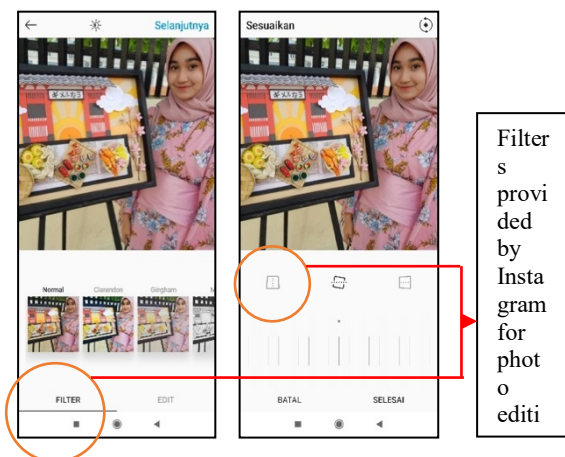 Selanjutnya
Normal
Clarendon
Gingham
M
FILTER
EDIT
Sesuaikan
BATAL
SELESAI
Filter
s
provi
ded
by
Insta
gram
for
phot
o
editi